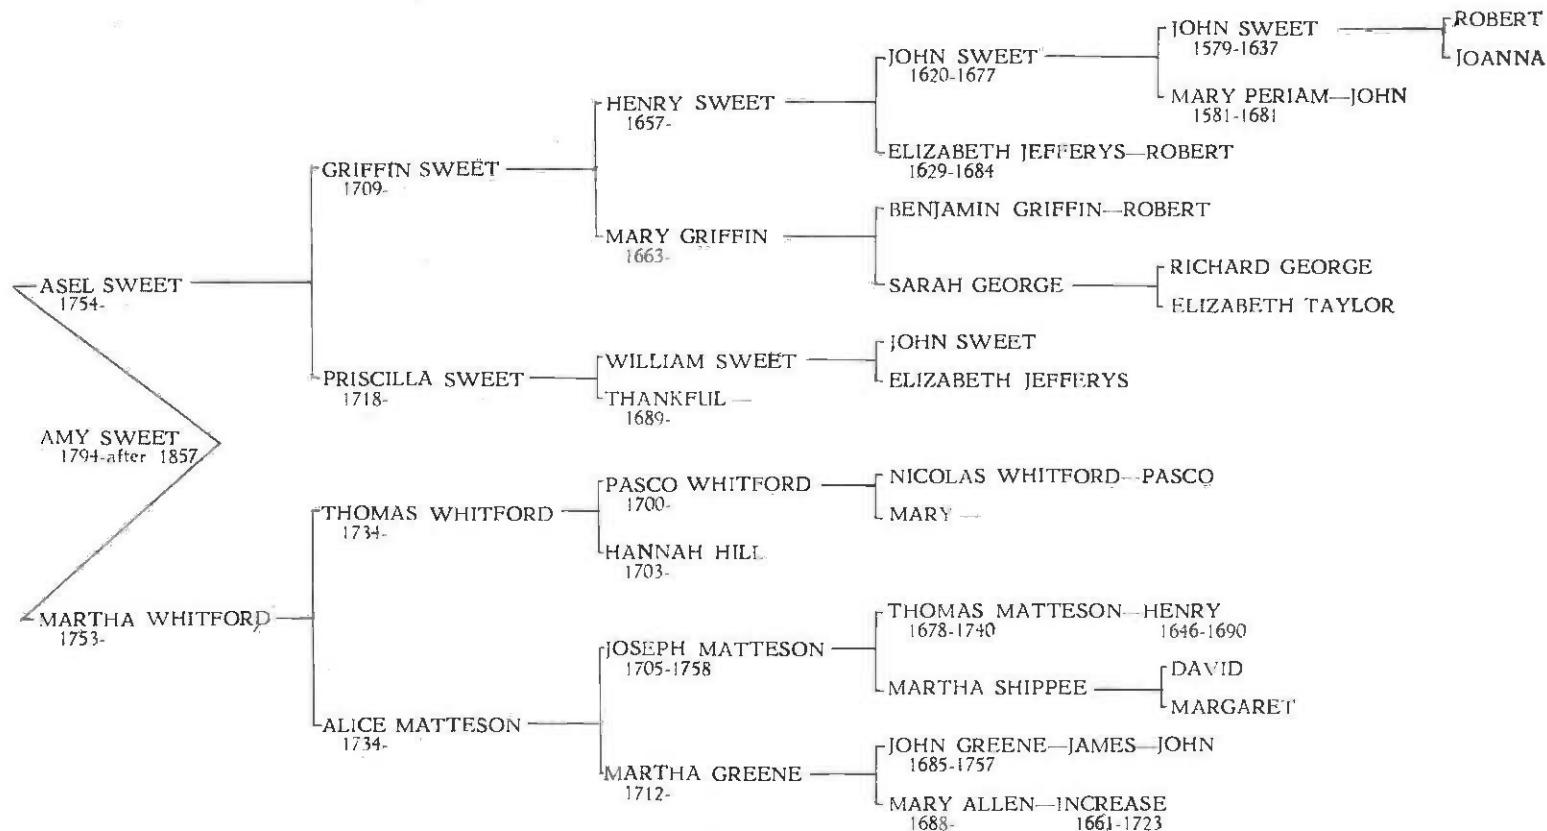 ROBERT
JOHN SWEET
1579-1637
JOANNA
JOHN SWEET
1620-1677
MARY PERIAM—JOHN
1581-1681
HENRY SWEET
1657-
ELIZABETH JEFFERYS—ROBERT
1629-1684
GRIFFIN SWEET
1709-
BENJAMIN GRIFFIN—ROBERT
MARY GRIFFIN
1663-
RICHARD GEORGE
SARAH GEORGE
ELIZABETH TAYLOR
ASEL SWEET
1754-
JOHN SWEET
WILLIAM SWEET
ELIZABETH JEFFERYS
PRISCILLA SWEET
1718-
THANKFUL —
1689-
AMY SWEET
1794-after 1857
NICOLAS WHITFORD—PASCO
PASCO WHITFORD
1700-
MARY —
THOMAS WHITFORD
1734-
HANNAH HILL
1703-
MARTHA WHITFORD
1753-
THOMAS MATTESON—HENRY
1678-1740 1646-1690
JOSEPH MATTESON
1705-1758
DAVID
MARTHA SHIPPEE
MARGARET
ALICE MATTESON
1734-
JOHN GREENE—JAMES—JOHN
1685-1757
MARTHA GREENE
1712-
MARY ALLEN—INCREASE
1688- 1661-1723